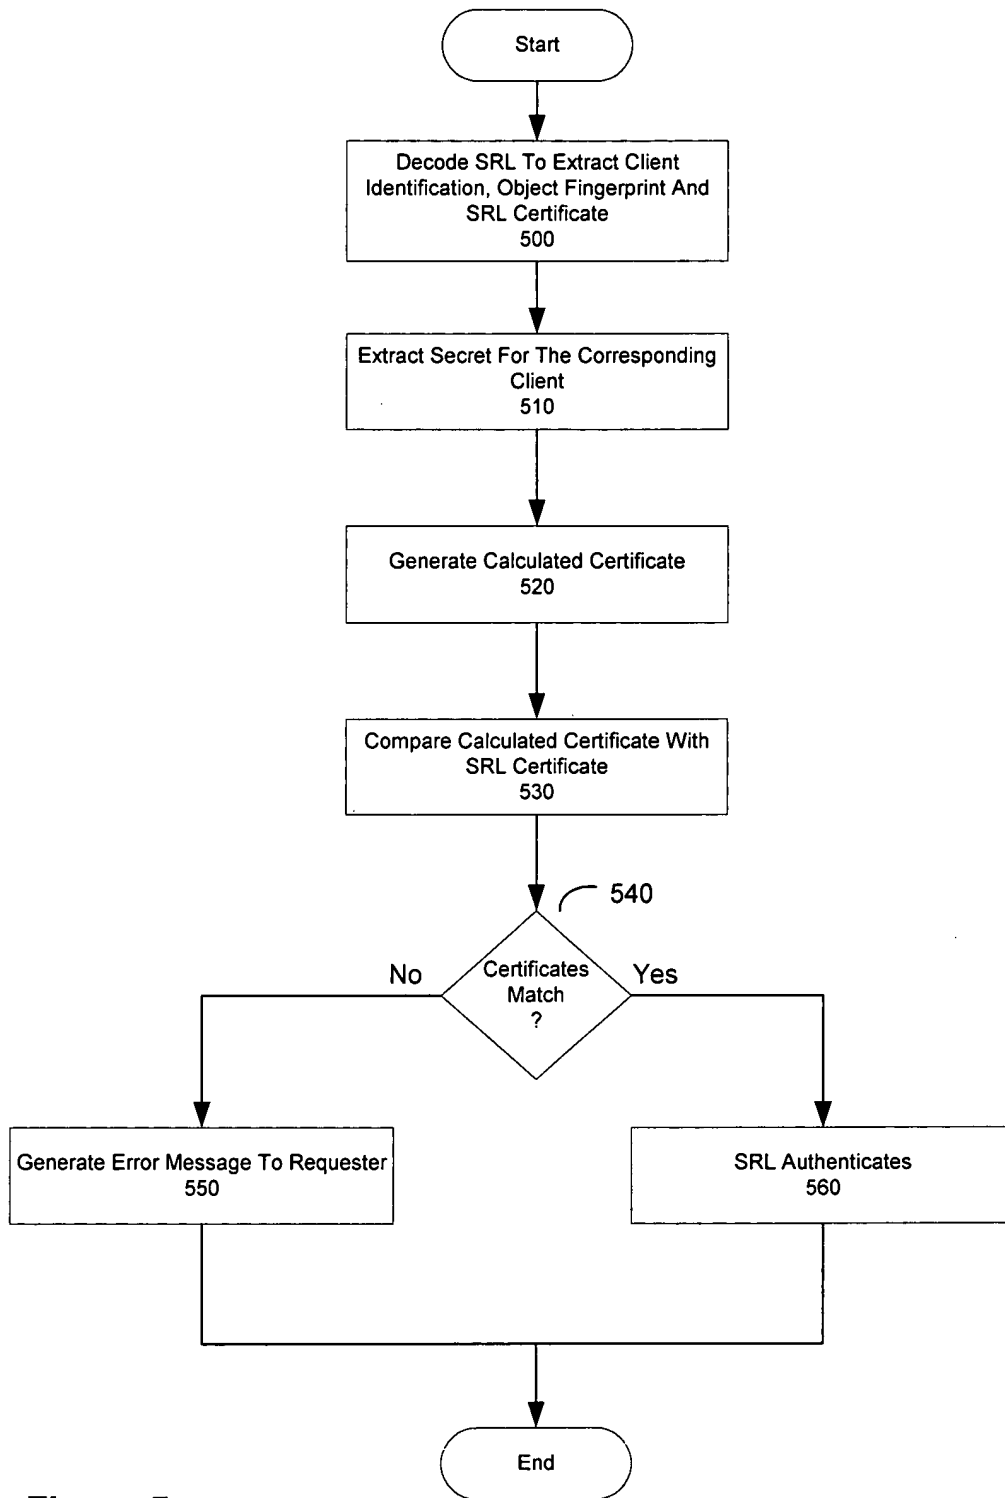 Start
Decode SRL To Extract Client
Identification, Object Fingerprint And
SRL Certificate
500
Extract Secret For The Corresponding
Client
510
Generate Calculated Certificate
520
Compare Calculated Certificate With
SRL Certificate
530
540
Certificates
Match
?
No
Yes
Generate Error Message To Requester
550
SRL Authenticates
560
End